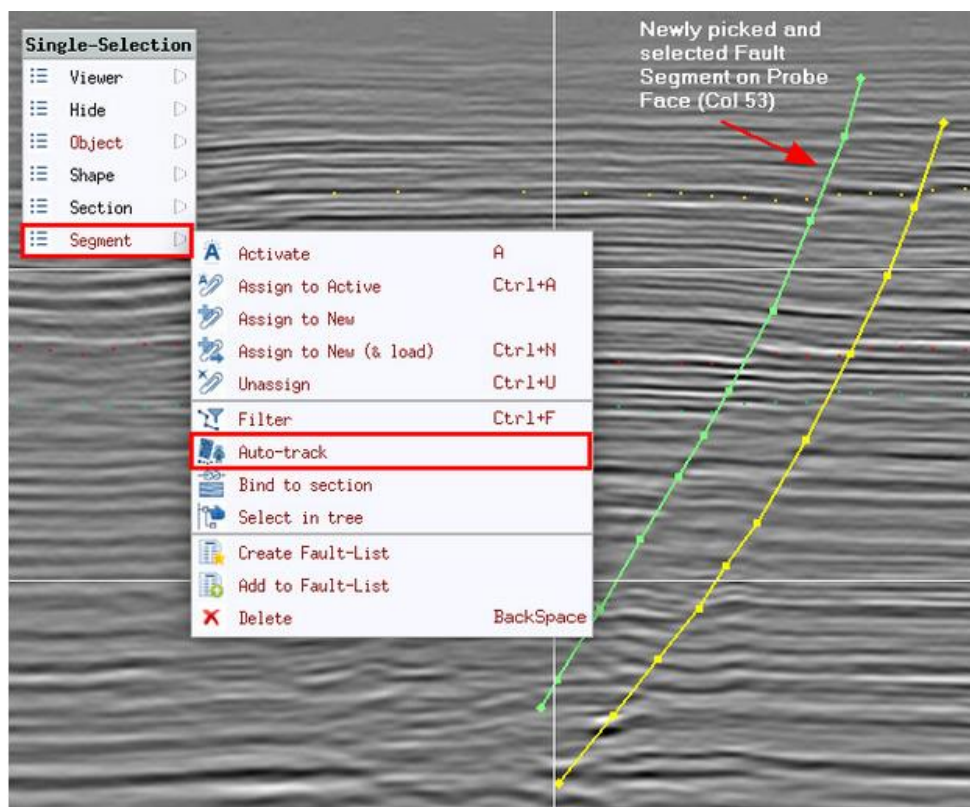 Single-Selection
Viewer
Hide
Object
Shape
Section
Segment
Newly picked and
selected Fault
Segment on Probe
Face (Col 53)
Activate A
Assign to Active Ctrl+A
Assign to New
Assign to New (& load) Ctrl+N
Unassign Ctrl+U
Filter Ctrl+F
Auto-track
Bind to section
Select in tree
Create Fault-List
Add to Fault-List
Delete BackSpace